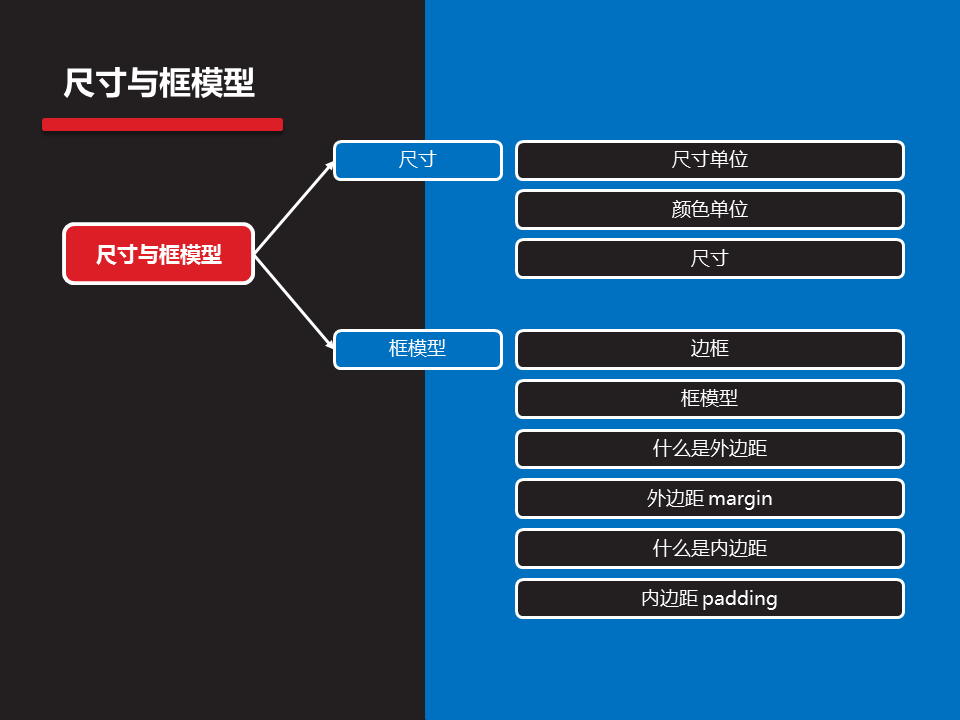 尺寸与框模型
尺寸与框模型
尺寸
尺寸单位
颜色单位
尺寸
框模型
边框
框模型
什么是外边距
外边距 margin
什么是内边距
内边距 padding